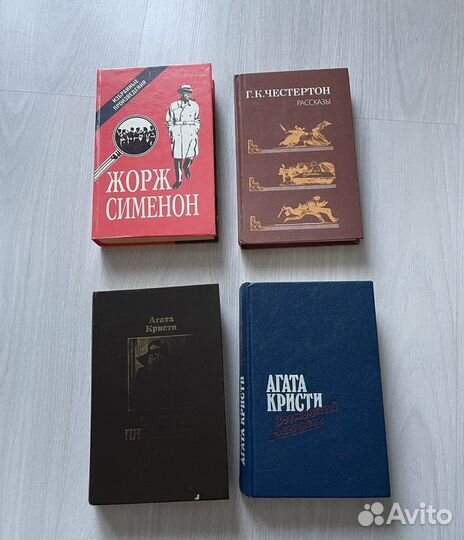 ИЗБРАННЫЕ
ПРОИЗВЕДЕНИЯ
ЖОРЖ
СИМЕНОН
Г.К.ЧЕСТЕРТОН
РАССКАЗЫ
Агата
Кристи
АГАТА
КРИСТИ
АГАТА КРИСТИ
Avito